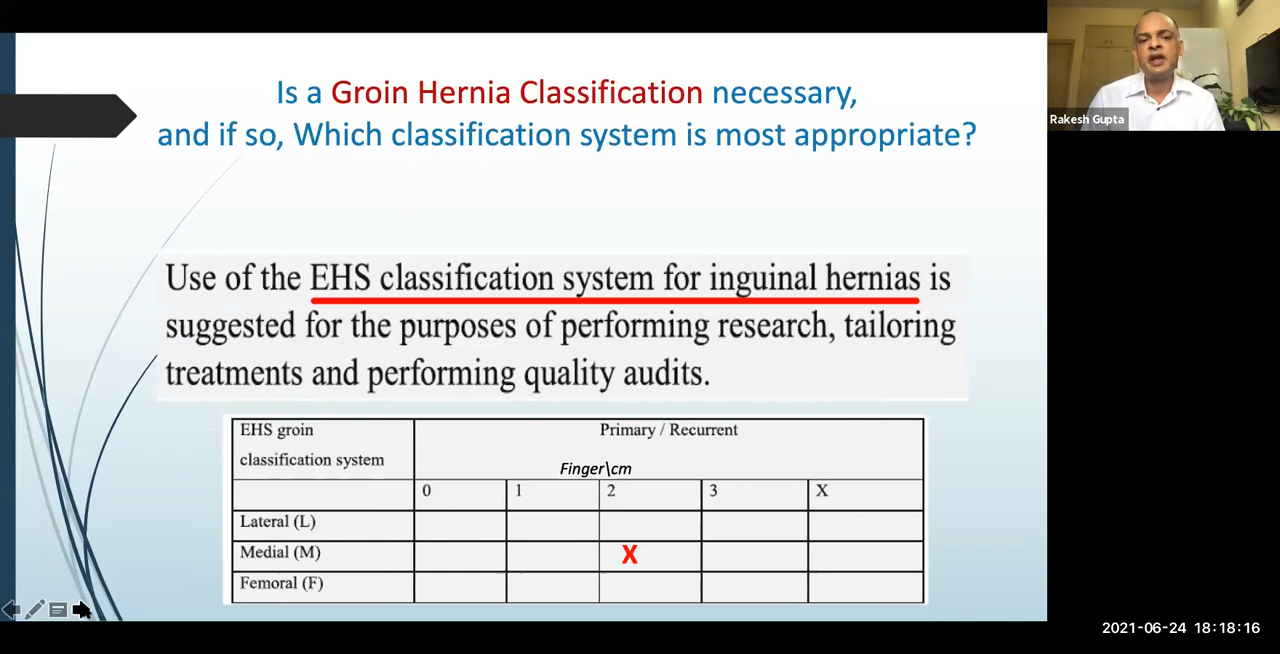 Is a Groin Hernia Classification necessary,
and if so, Which classification system is most appropriate?
Rakesh Gupta
Use of the EHS classification system for inguinal hernias is
suggested for the purposes of performing research, tailoring
treatments and performing quality audits.
EHS groin
classification system
Primary / Recurrent
Finger\cm
0 1 2 3 X
Lateral (L)
Medial (M) X
Femoral (F)
2021-06-24 18:18:16